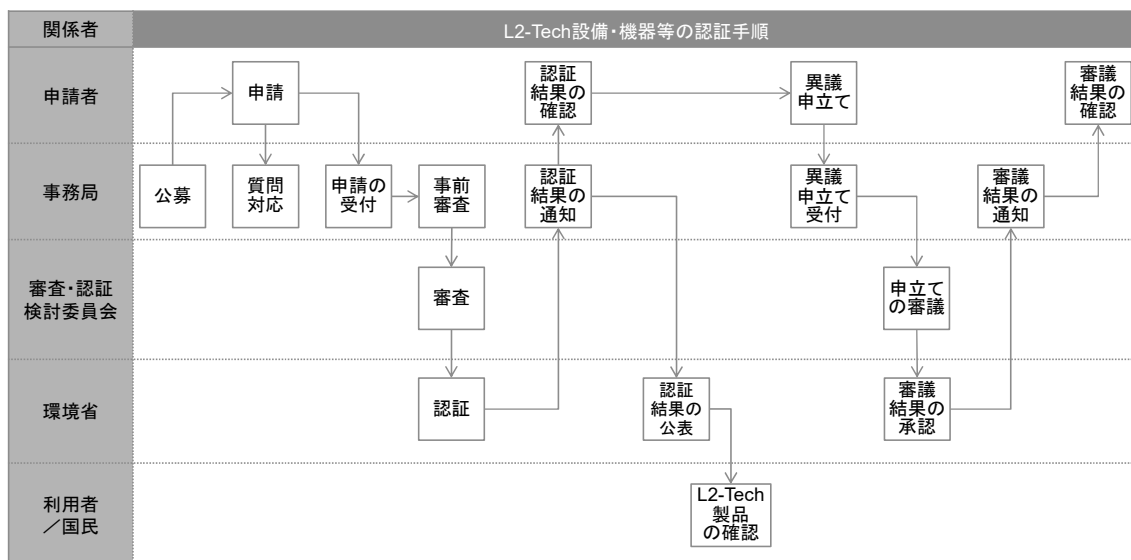 関係者
L2-Tech設備・機器等の認証手順
申請者
申請
認証
結果の
確認
異議
申立て
審議
結果の
確認
事務局
公募
質問
対応
申請の
受付
事前
審査
認証
結果の
通知
異議
申立て
受付
審議
結果の
通知
審査・認証
検討委員会
審査
申立て
の審議
環境省
認証
認証
結果の
公表
審議
結果の
承認
利用者
／国民
L2-Tech
製品
の確認